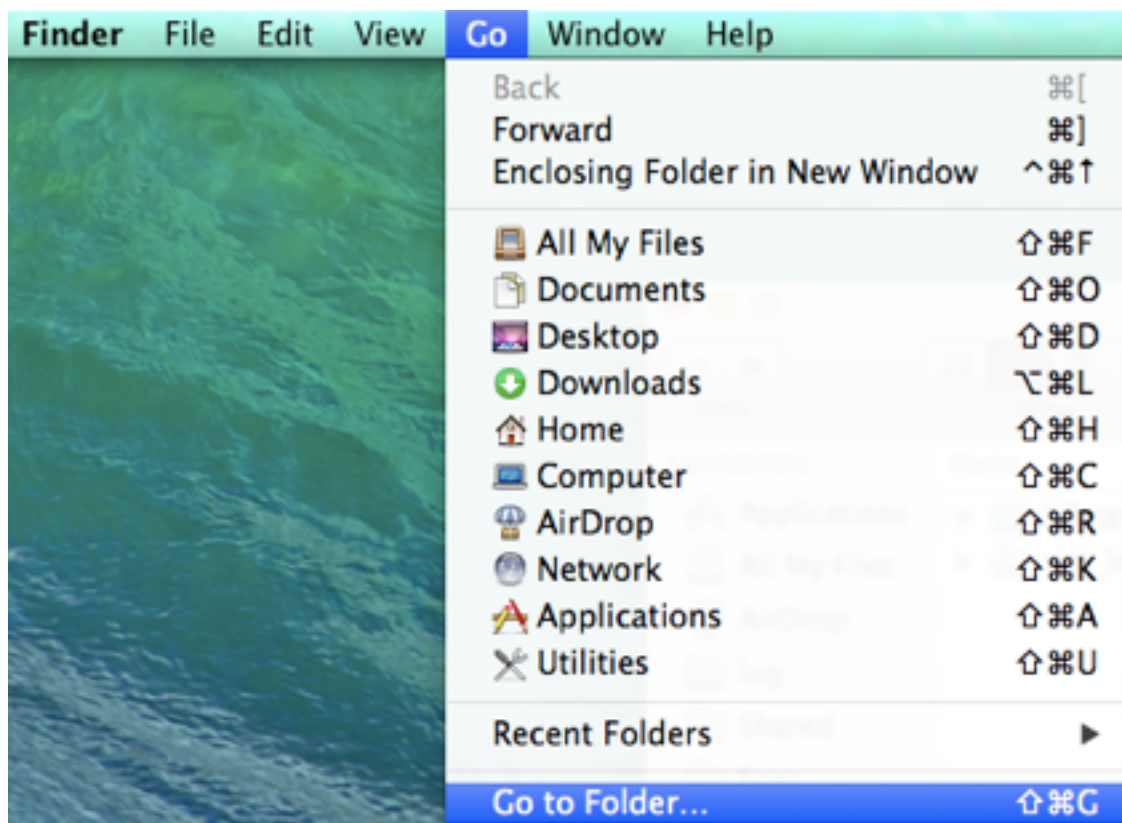 Finder File Edit View Go Window Help
Back ⌘[
Forward ⌘]
Enclosing Folder in New Window ^⌘↑
All My Files ⇧⌘F
Documents ⇧⌘O
Desktop ⇧⌘D
Downloads ⌥⌘L
Home ⇧⌘H
Computer ⇧⌘C
AirDrop ⇧⌘R
Network ⇧⌘K
Applications ⇧⌘A
Utilities ⇧⌘U
Recent Folders ▶
Go to Folder... ⇧⌘G